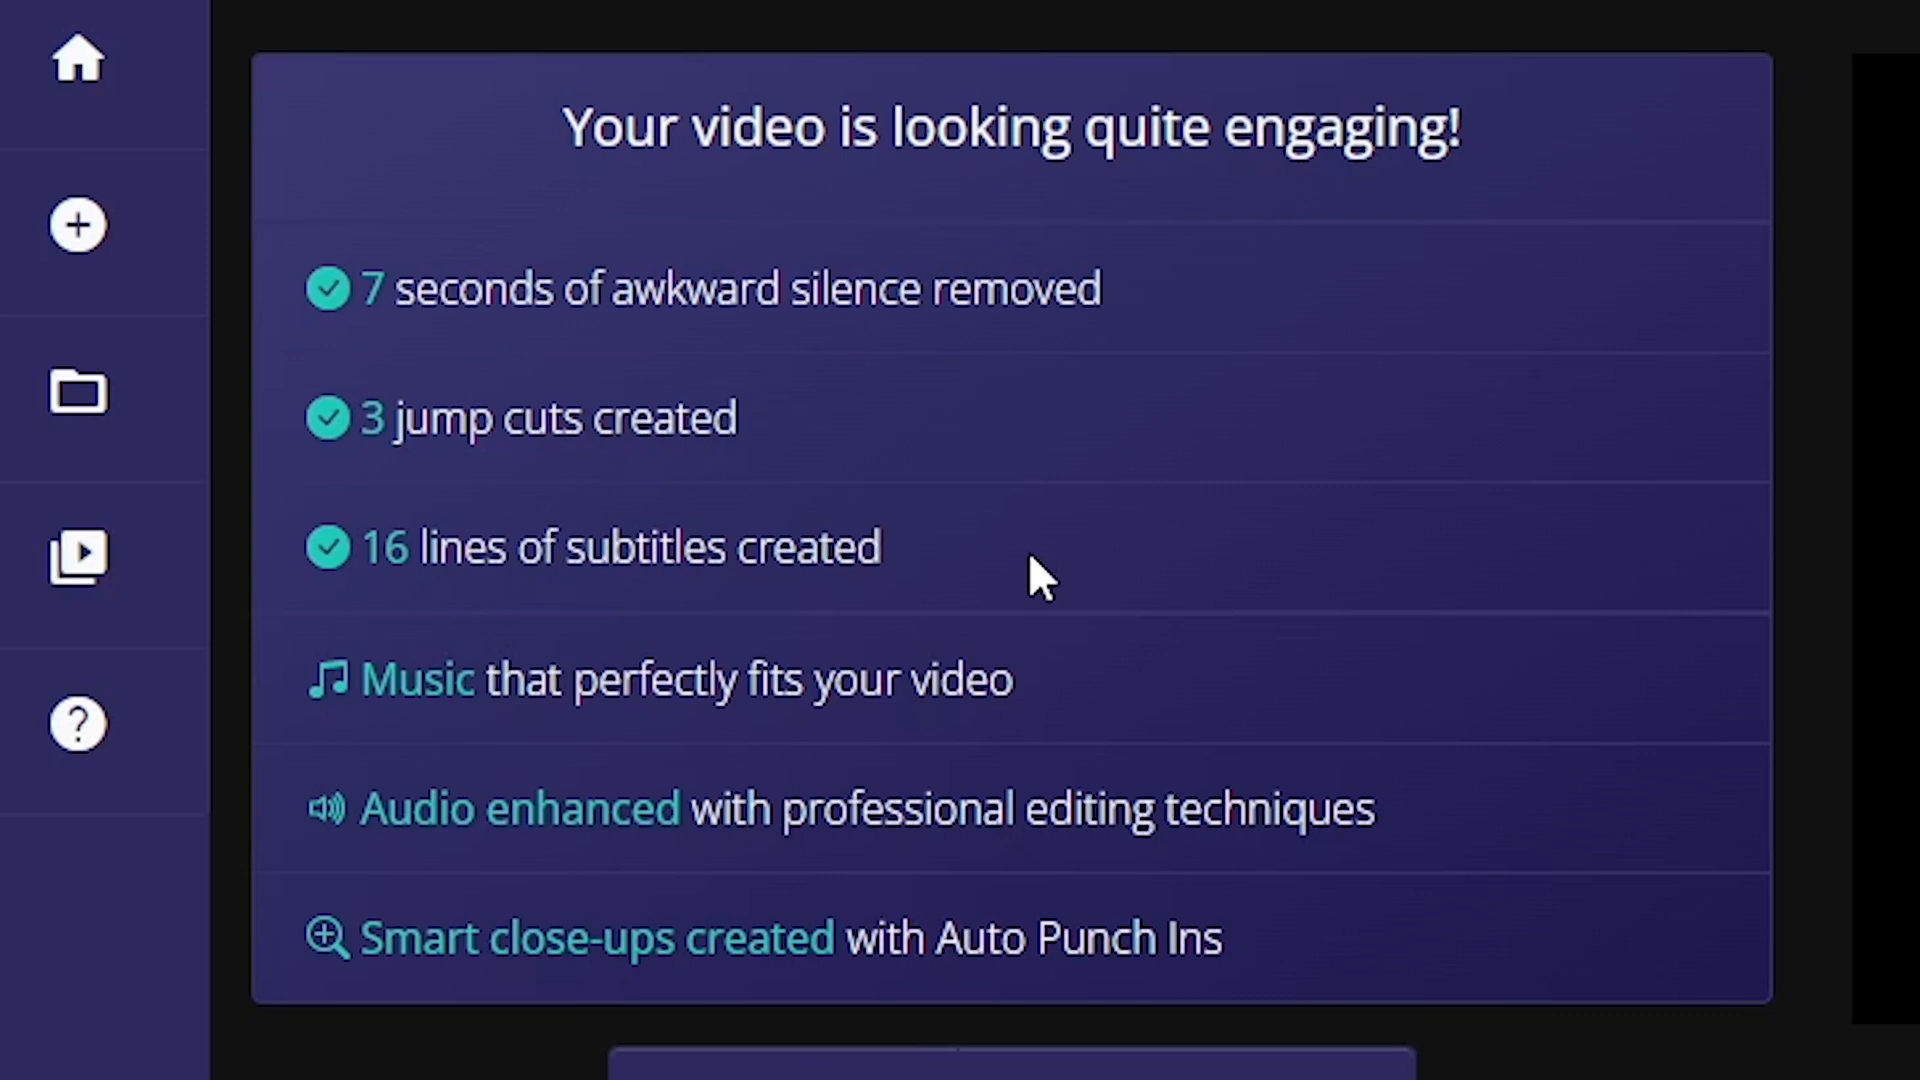 Your video is looking quite engaging!
7 seconds of awkward silence removed
3 jump cuts created
16 lines of subtitles created
Music that perfectly fits your video
Audio enhanced with professional editing techniques
Smart close-ups created with Auto Punch Ins